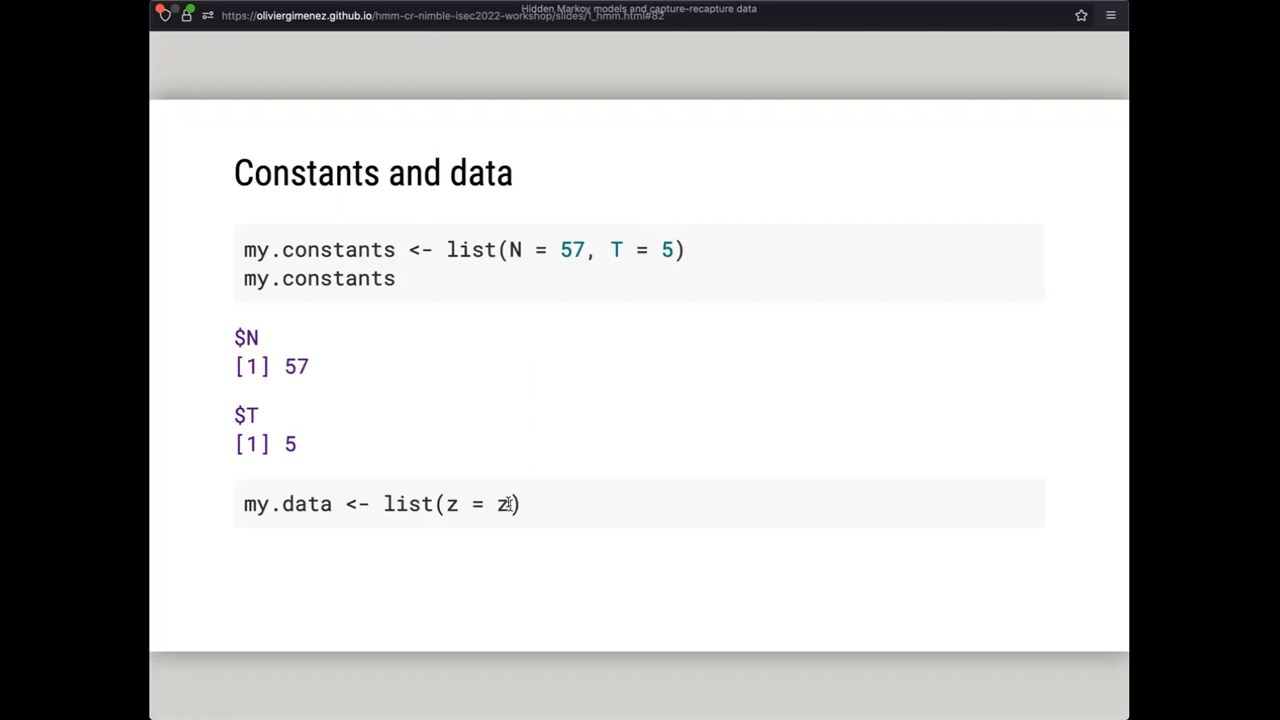 Hidden Markov models and capture-recapture data
https://oliviergimenez.github.io/hmm-cr-nimble-isec2022-workshop/slides/1_hmm.html#82
Constants and data
my.constants <- list(N = 57, T = 5)
my.constants
$N
[1] 57
$T
[1] 5
my.data <- list(z = z)